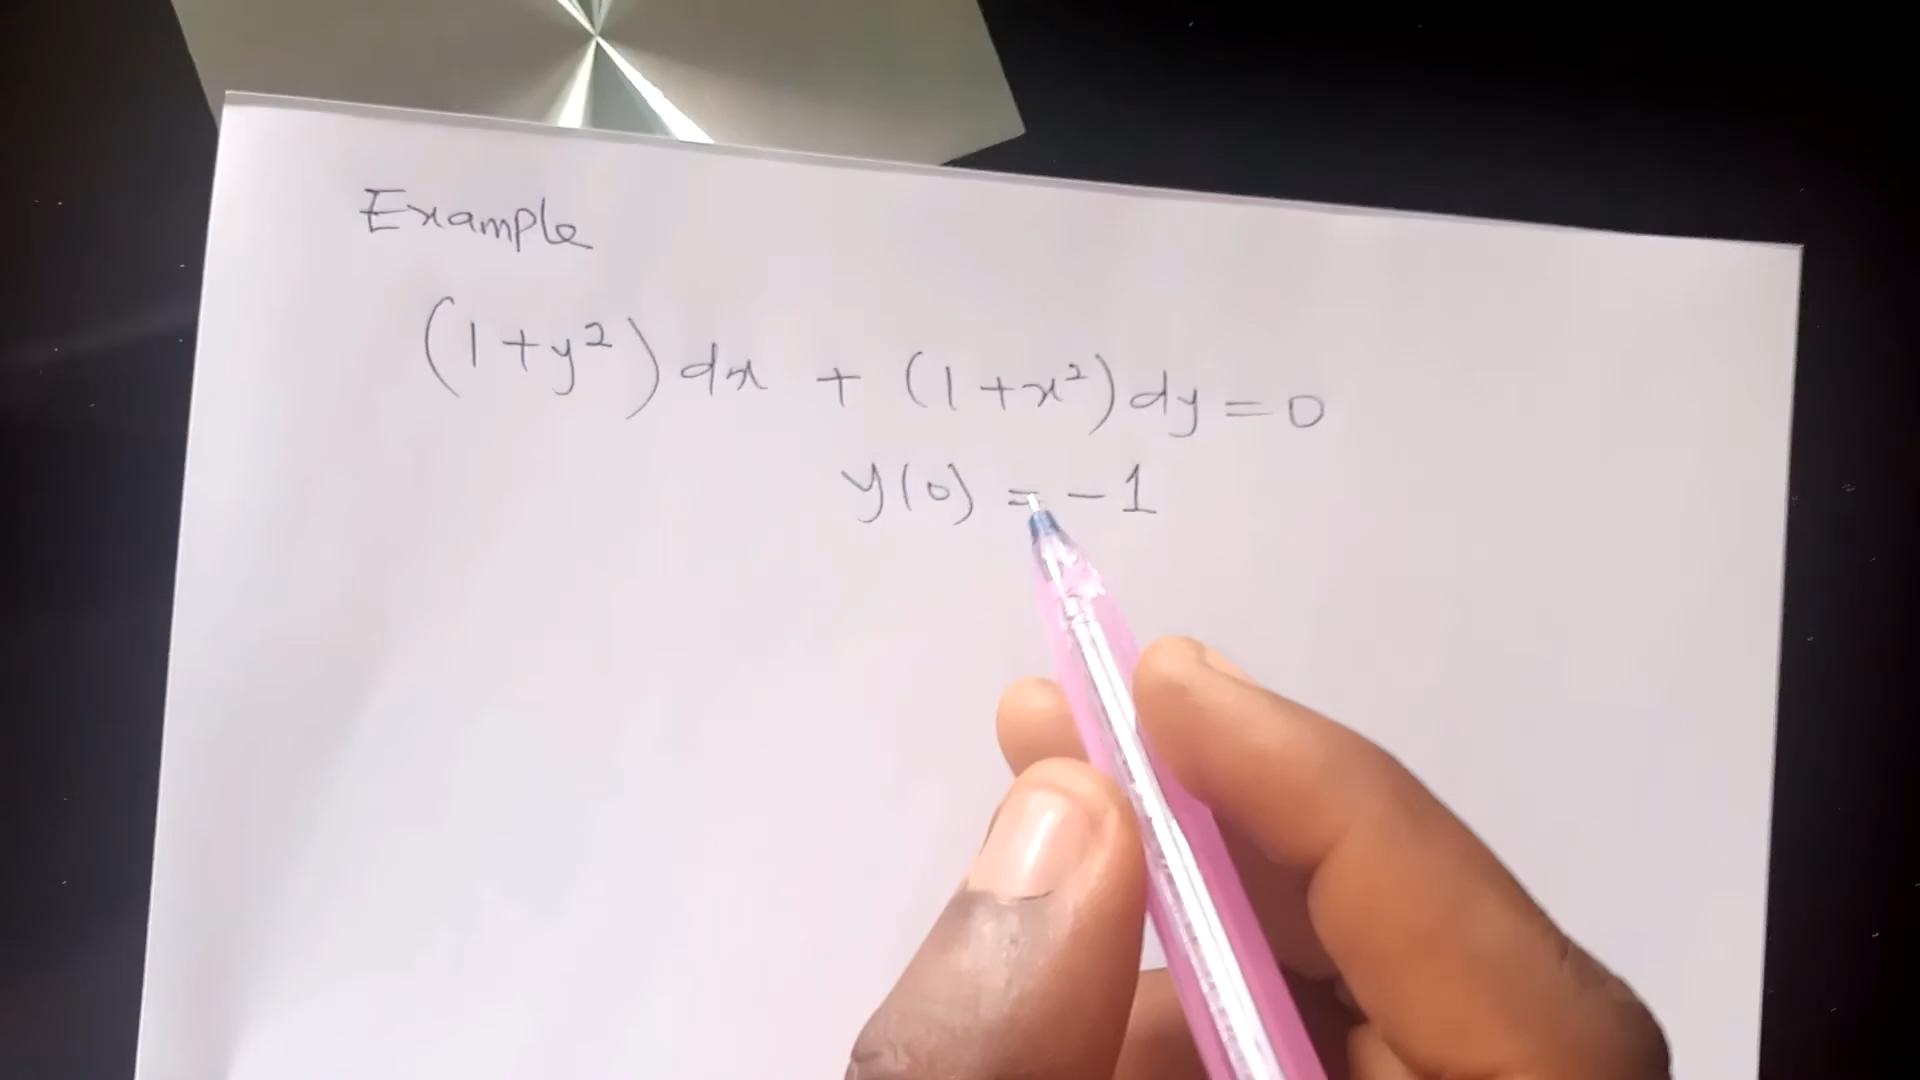 Example
(1+y²)dx + (1+x²)dy=0
y(0) = -1